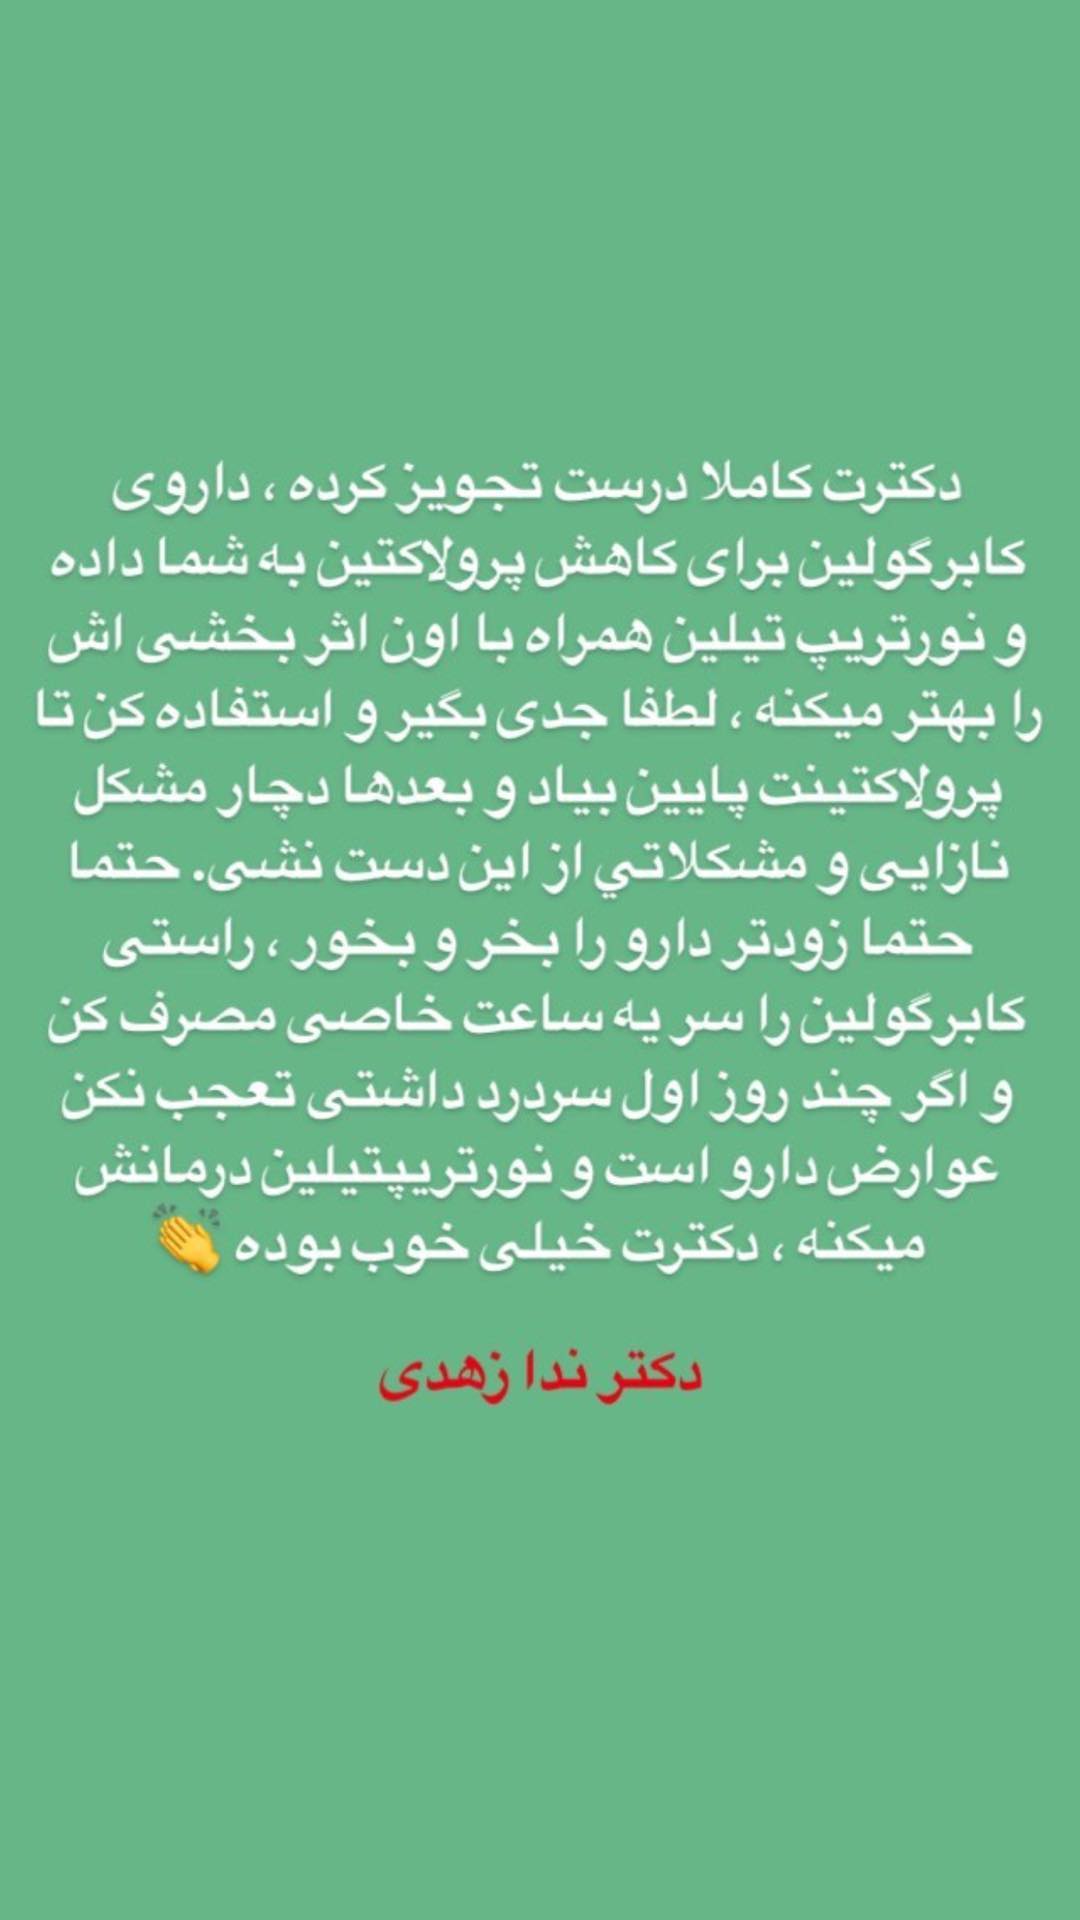 دکترت کاملا درست تجویز کرده ، داروی
کابرگولین برای کاهش پرولاکتین به شما داده
و نورتریپ تیلین همراه با اون اثر بخشی اش
را بهتر میکنه ، لطفا جدی بگیر و استفاده کن تا
پرولاکتینت پایین بیاد و بعدها دچار مشکل
نازایی و مشکلاتي از این دست نشی. حتما
حتما زودتر دارو را بخر و بخور ، راستی
کابرگولین را سر یه ساعت خاصی مصرف کن
و اگر چند روز اول سردرد داشتی تعجب نکن
عوارض دارو است و نورتریپتیلین درمانش
میکنه ، دکترت خیلی خوب بوده 👏
دکتر ندا زهدی